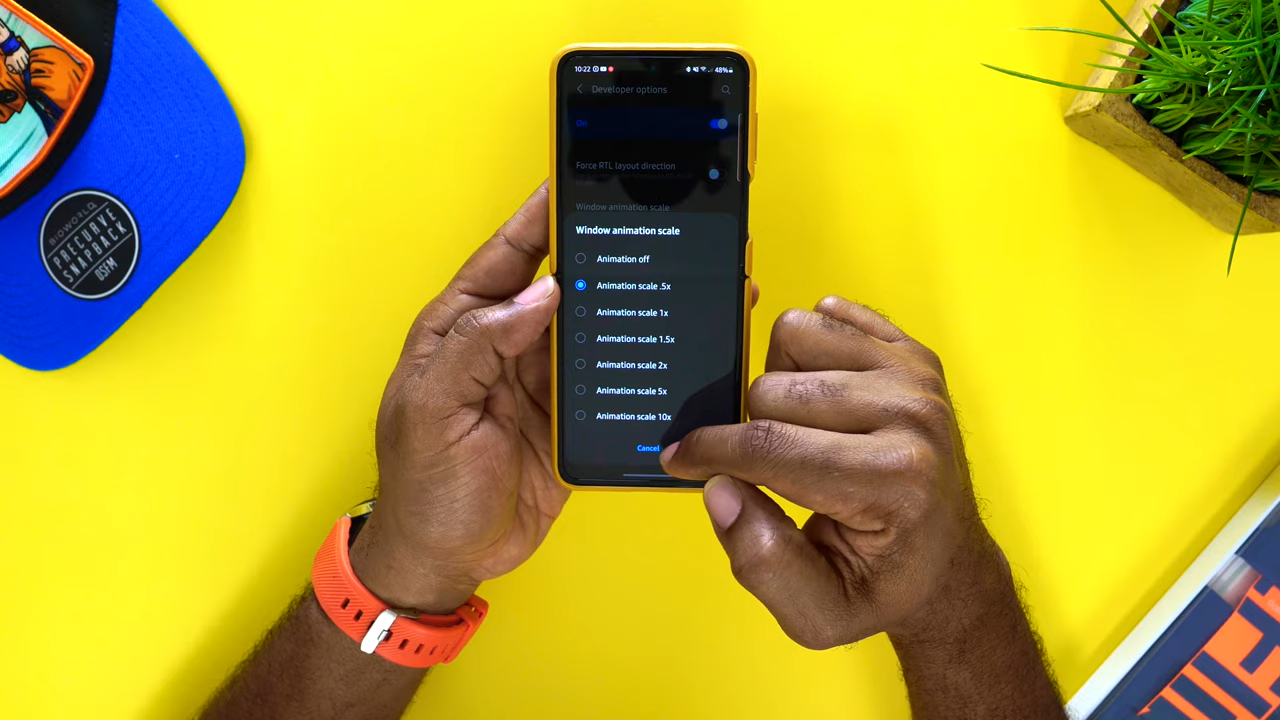 BIOWORLD
PRECURVE
SNAPBACK
OSFM
10:22
48%
Developer options
On
Force RTL layout direction
Window animation scale
Window animation scale
Animation off
Animation scale .5x
Animation scale 1x
Animation scale 1.5x
Animation scale 2x
Animation scale 5x
Animation scale 10x
Cancel